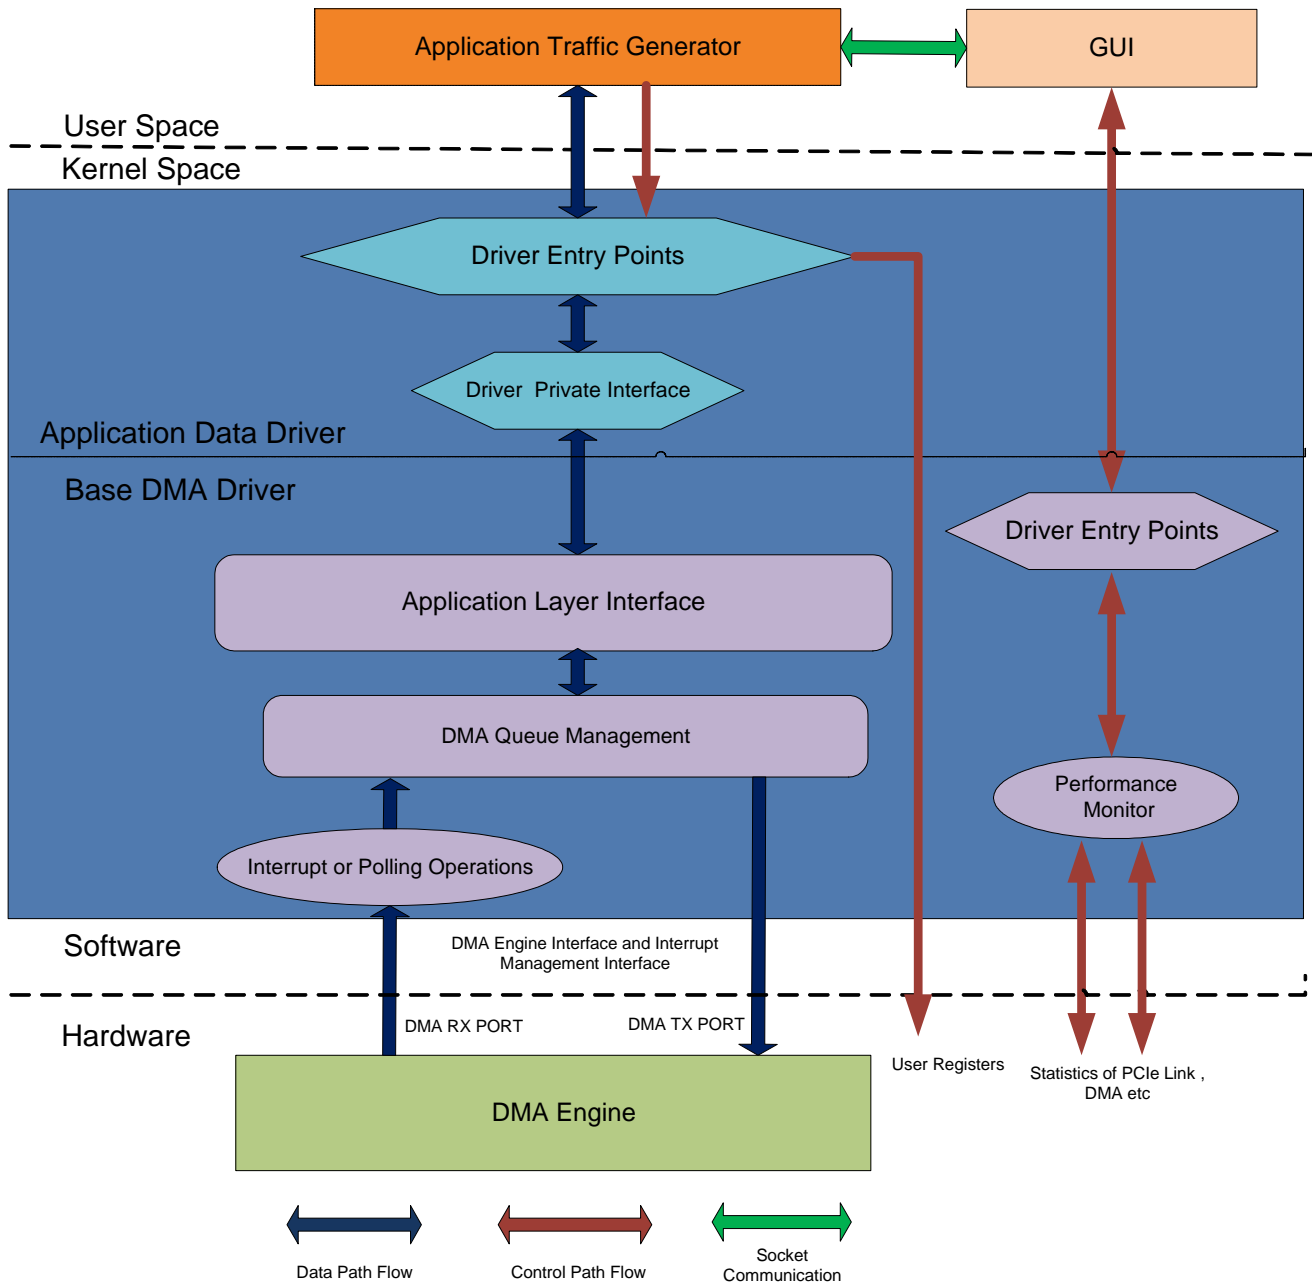 Application Traffic Generator
GUI
User Space
Kernel Space
Driver Entry Points
Driver Private Interface
Application Data Driver
Base DMA Driver
Driver Entry Points
Application Layer Interface
DMA Queue Management
Performance
Monitor
Interrupt or Polling Operations
Software
DMA Engine Interface and Interrupt
Management Interface
Hardware
DMA RX PORT
DMA TX PORT
User Registers
Statistics of PCIe Link ,
DMA etc
DMA Engine
Data Path Flow
Control Path Flow
Socket
Communication